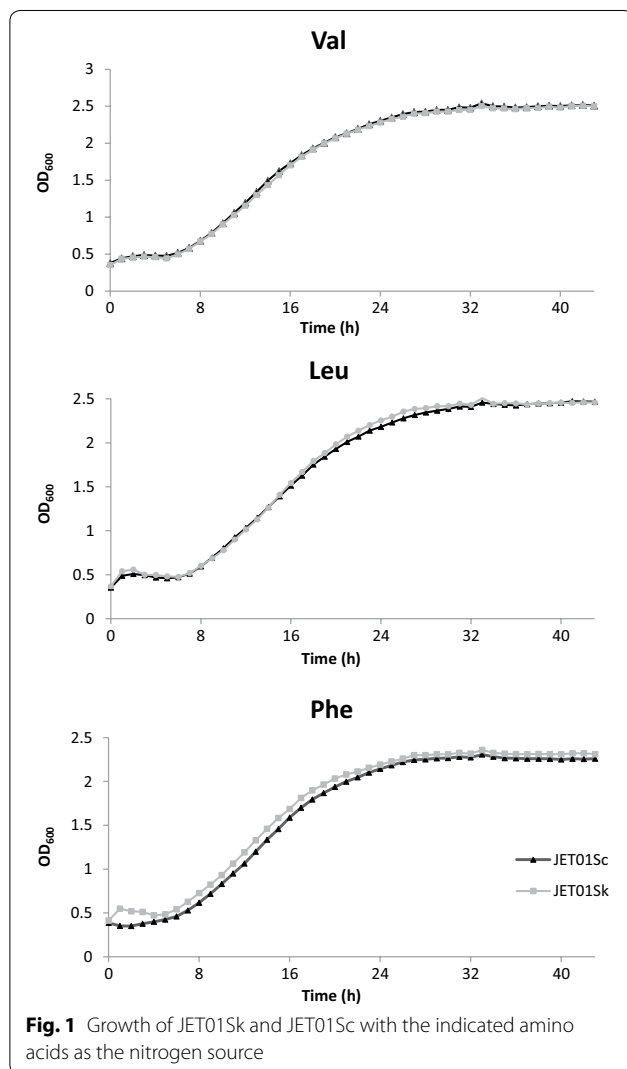 Val
3
2.5
2
1.5
1
0.5
0
OD600
0 8 16 24 32 40
Time (h)
Leu
2.5
2
1.5
1
0.5
0
OD600
0 8 16 24 32 40
Time (h)
Phe
2.5
2
1.5
1
0.5
0
OD600
JET01Sc
JET01Sk
0 8 16 24 32 40
Time (h)
Fig. 1 Growth of JET01Sk and JET01Sc with the indicated amino
acids as the nitrogen source